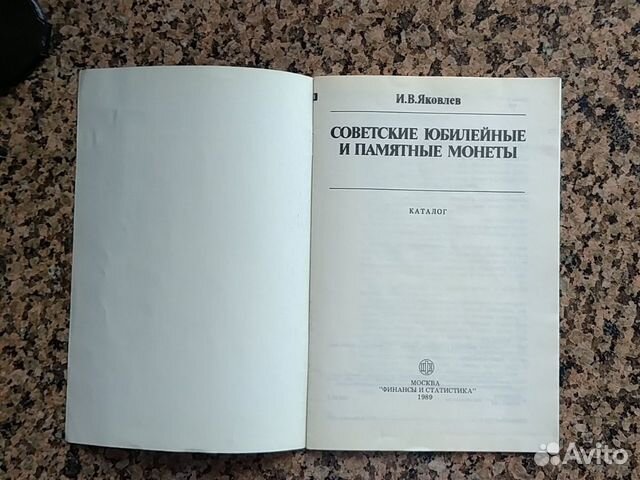 И.В.Яковлев
СОВЕТСКИЕ ЮБИЛЕЙНЫЕ
И ПАМЯТНЫЕ МОНЕТЫ
КАТАЛОГ
МОСКВА
"ФИНАНСЫ И СТАТИСТИКА"
1989
Avito